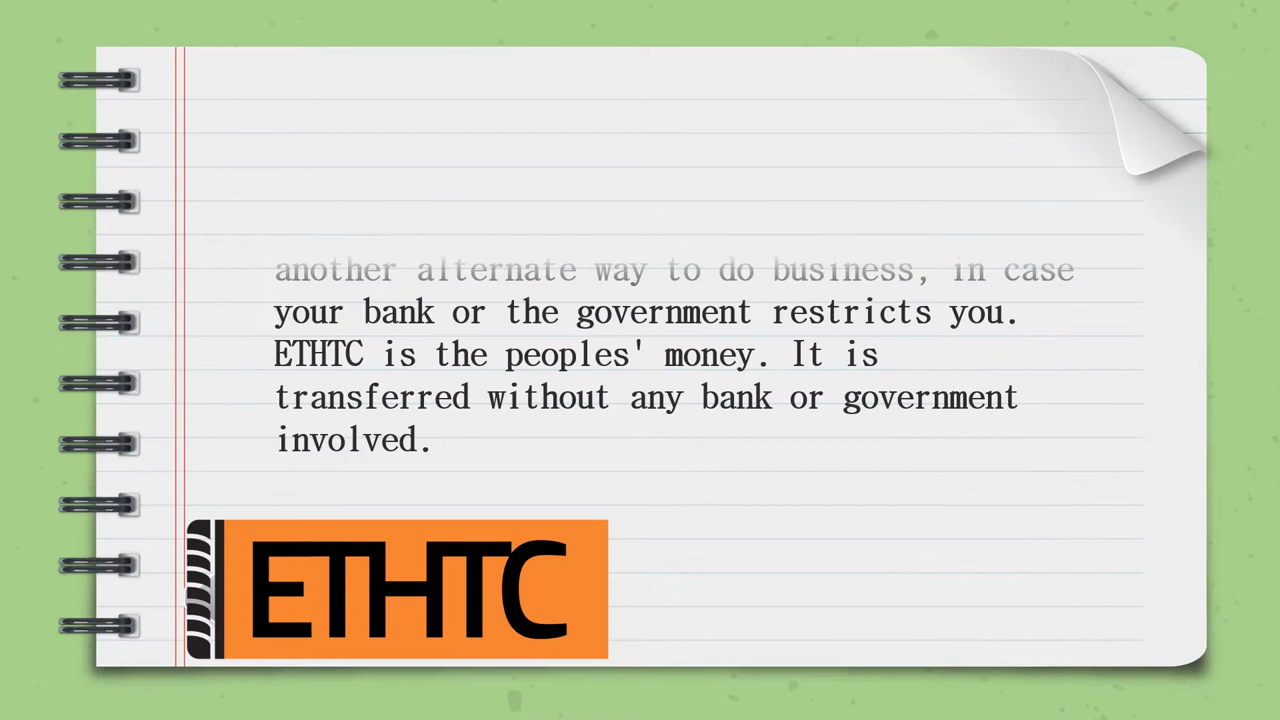 another alternate way to do business, in case
your bank or the government restricts you.
ETHTC is the peoples' money. It is
transferred without any bank or government
involved.
ETHTC